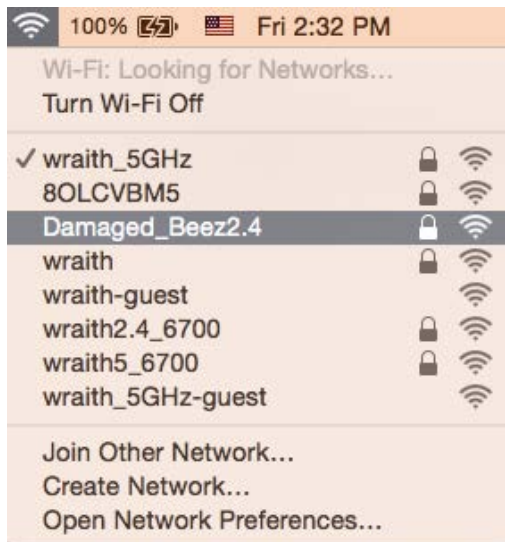 100% Fri 2:32 PM
Wi-Fi: Looking for Networks...
Turn Wi-Fi Off
wraith_5GHz
8OLCVBM5
Damaged_Beez2.4
wraith
wraith-guest
wraith2.4_6700
wraith5_6700
wraith_5GHz-guest
Join Other Network...
Create Network...
Open Network Preferences...